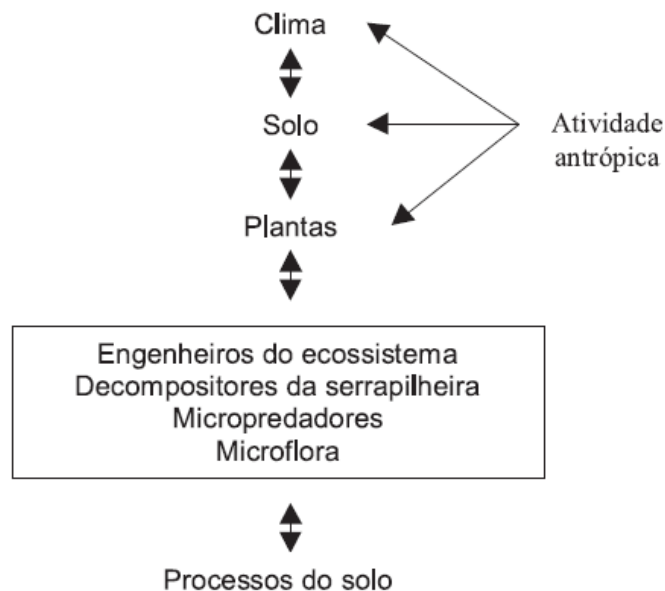 Clima
Solo
Atividade
antrópica
Plantas
Engenheiros do ecossistema
Decompositores da serrapilheira
Micropredadores
Microflora
Processos do solo